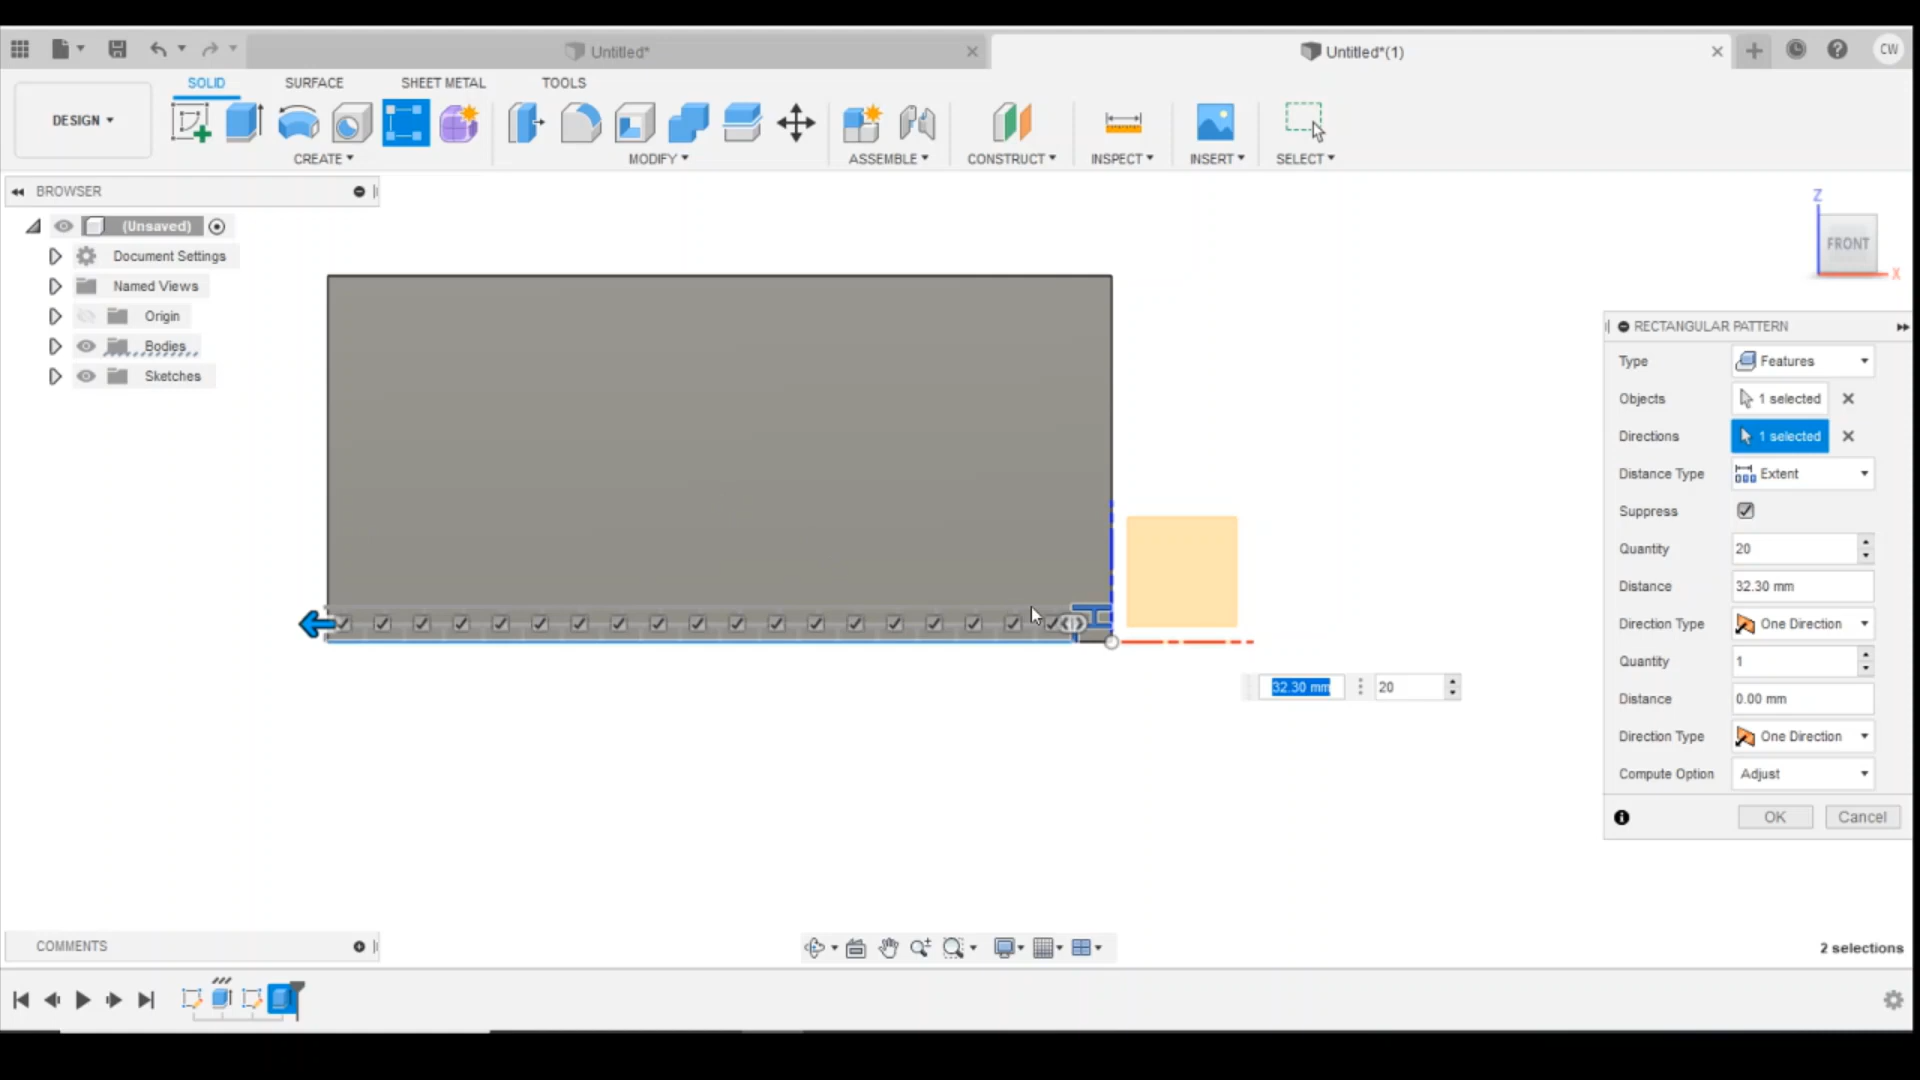 Untitled*
Untitled*(1)
CW
SOLID
SURFACE
SHEET METAL
TOOLS
DESIGN
CREATE
MODIFY
ASSEMBLE
CONSTRUCT
INSPECT
INSERT
SELECT
BROWSER
(Unsaved)
Document Settings
Named Views
Origin
Bodies
Sketches
Z
FRONT
X
RECTANGULAR PATTERN
Type
Features
Objects
1 selected
Directions
1 selected
Distance Type
Extent
Suppress
Quantity
20
Distance
32.30 mm
Direction Type
One Direction
Quantity
1
Distance
0.00 mm
Direction Type
One Direction
Compute Option
Adjust
OK
Cancel
32.30 mm
20
COMMENTS
2 selections